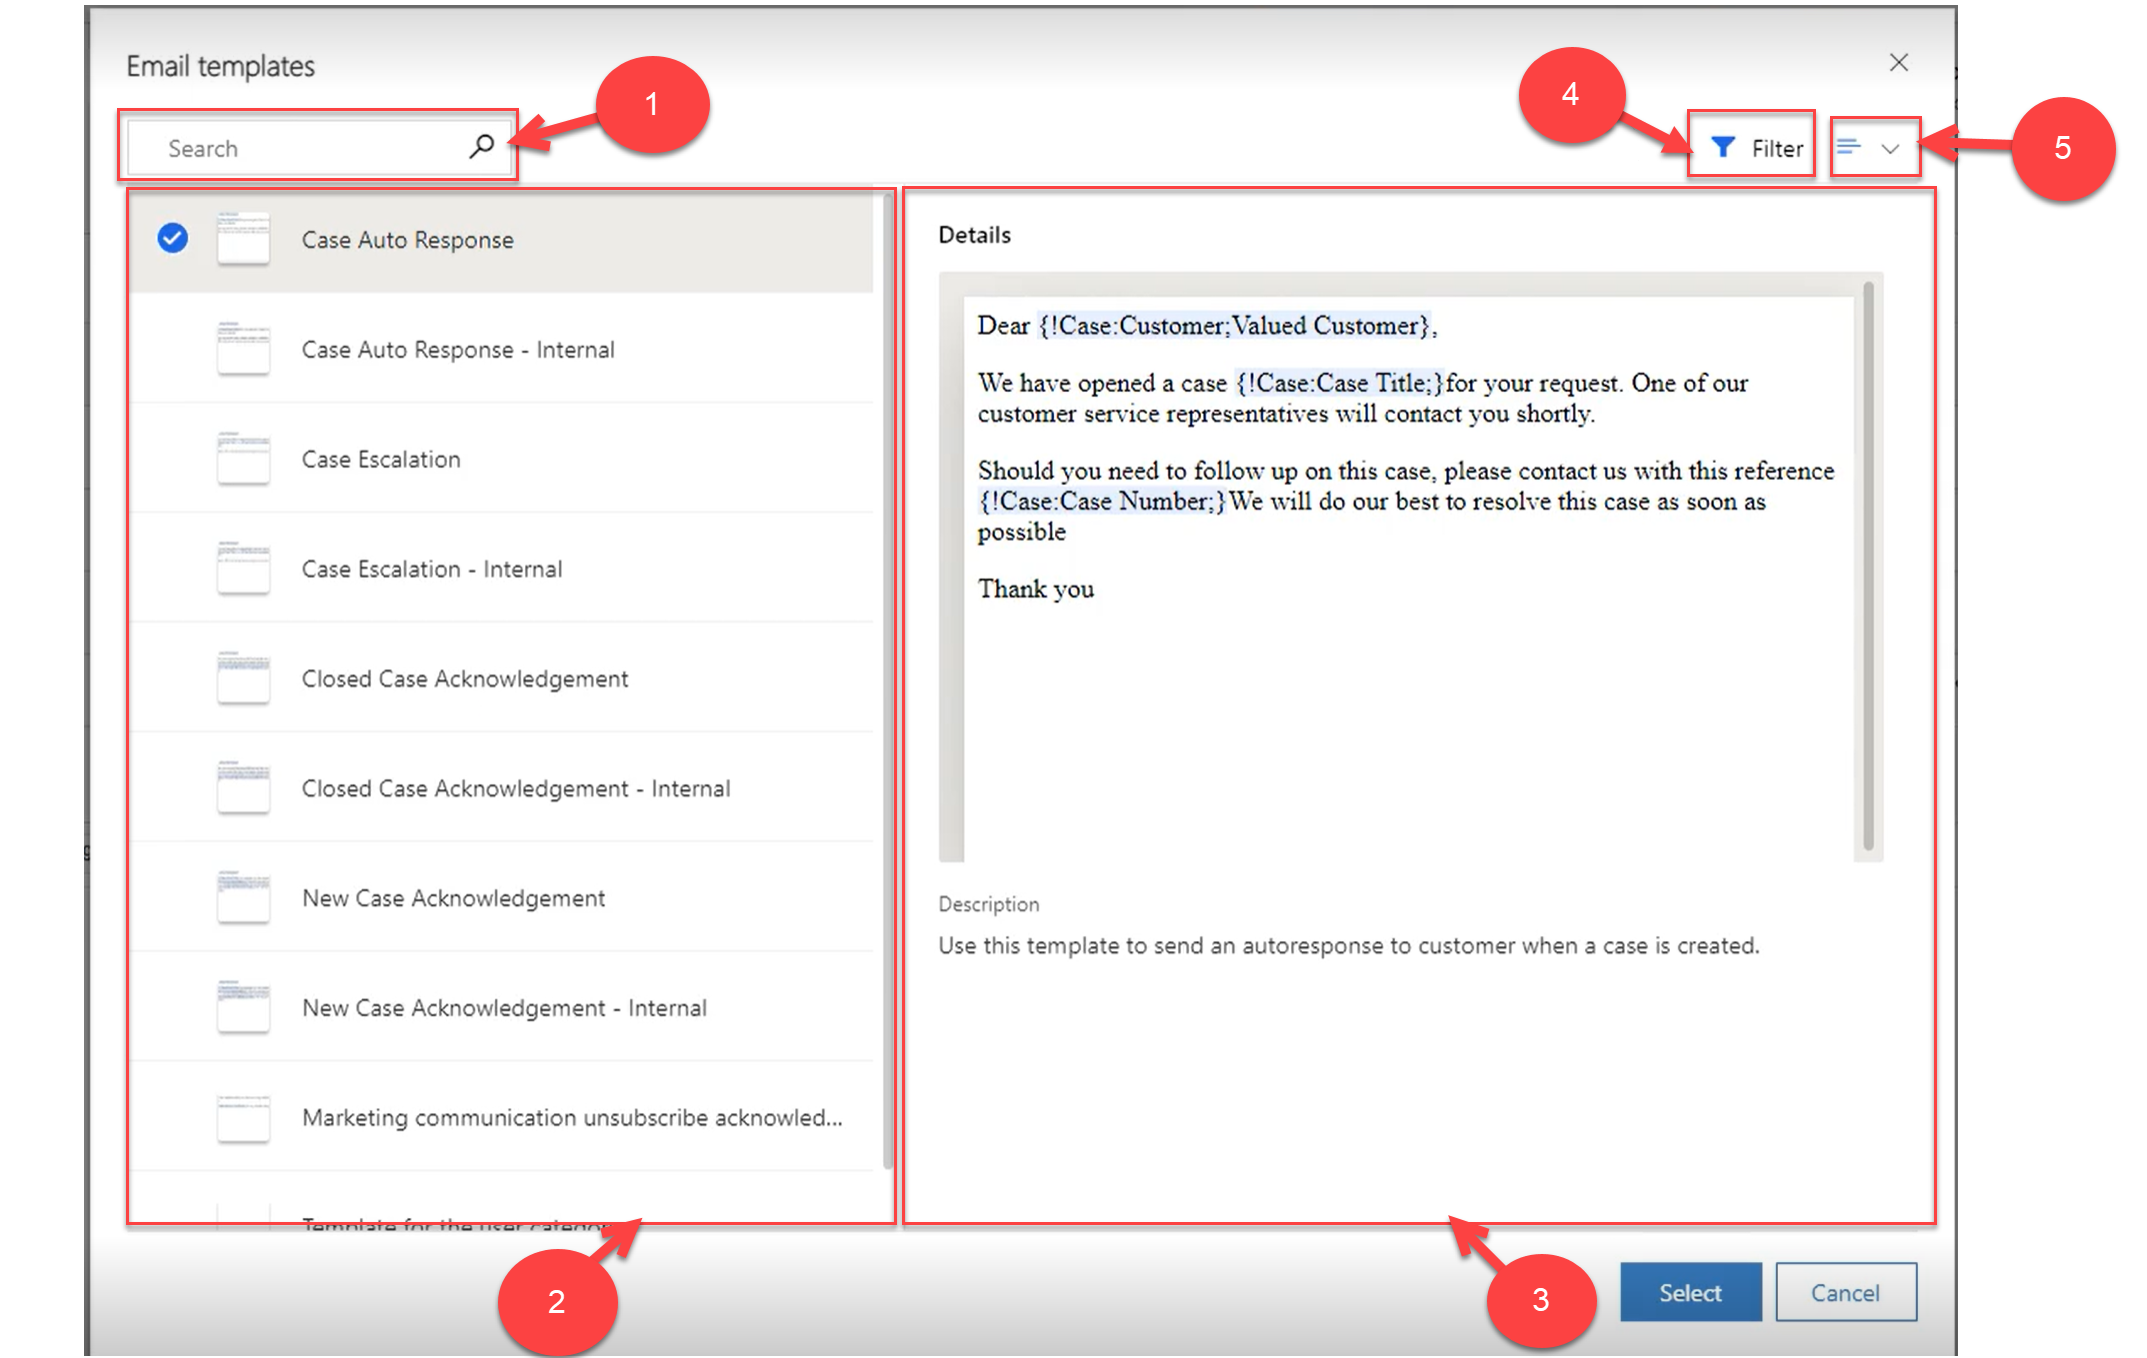 Email templates
1
4
5
Search
Filter
Case Auto Response
Case Auto Response - Internal
Case Escalation
Case Escalation - Internal
Closed Case Acknowledgement
Closed Case Acknowledgement - Internal
New Case Acknowledgement
New Case Acknowledgement - Internal
Marketing communication unsubscribe acknowled...
Template for the user
Details
Dear {!Case:Customer;Valued Customer},
We have opened a case {!Case:Case Title;}for your request. One of our
customer service representatives will contact you shortly.
Should you need to follow up on this case, please contact us with this reference
{!Case:Case Number;}We will do our best to resolve this case as soon as
possible
Thank you
Description
Use this template to send an autoresponse to customer when a case is created.
2
3
Select
Cancel